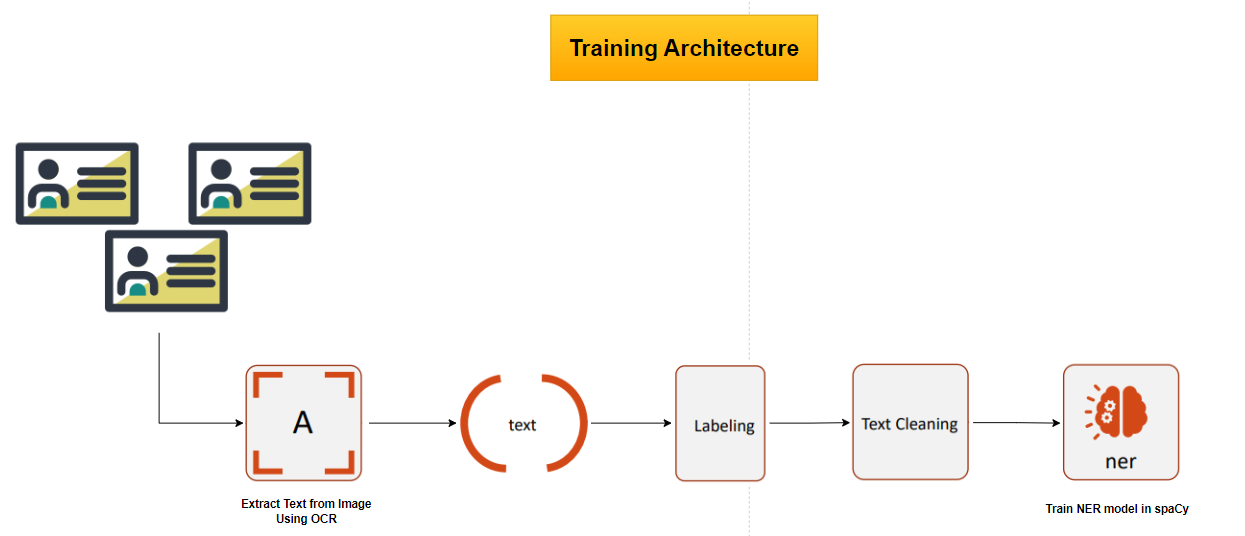 Training Architecture
A
text
Labeling
Text Cleaning
ner
Extract Text from Image
Using OCR
Train NER model in spaCy